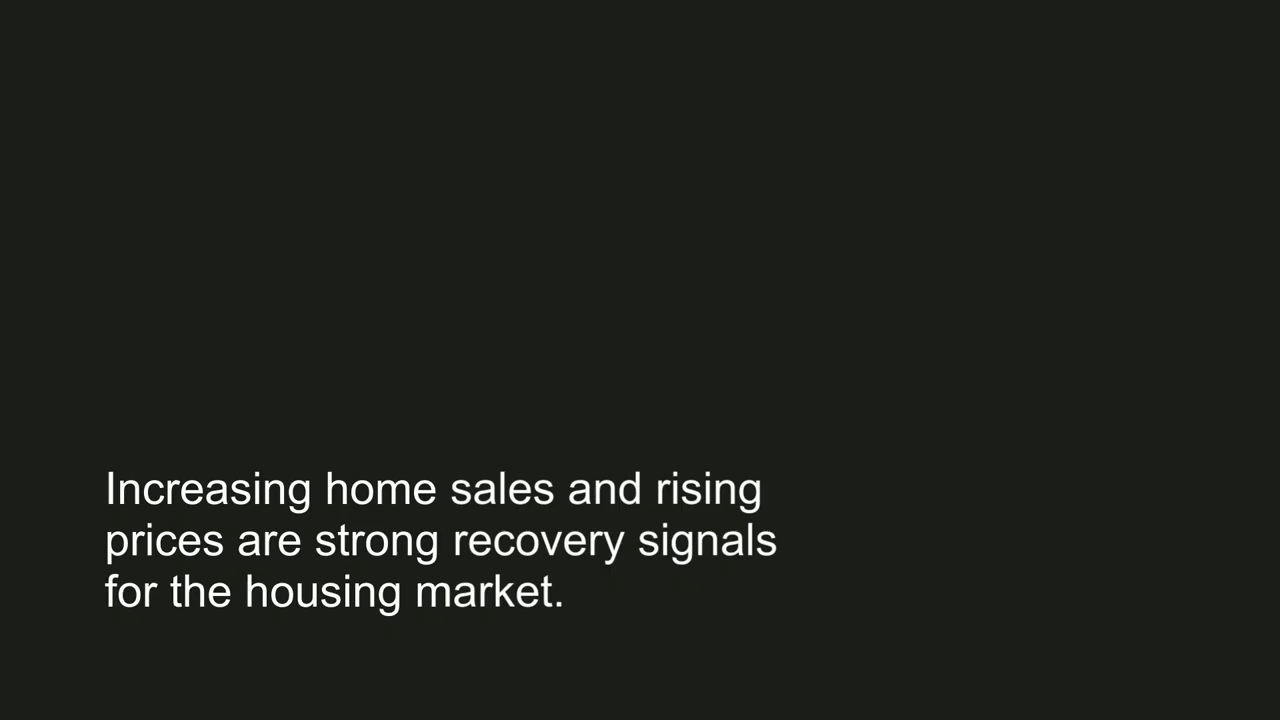 Increasing home sales and rising
prices are strong recovery signals
for the housing market.